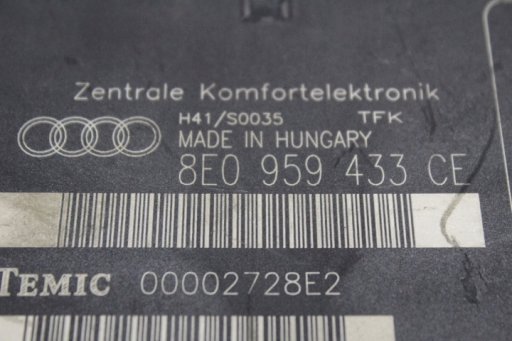 Zentrale Komfortelektronik
H41/S0035 TFK
MADE IN HUNGARY
8E0 959 433 CE
TEMIC 00002728E2